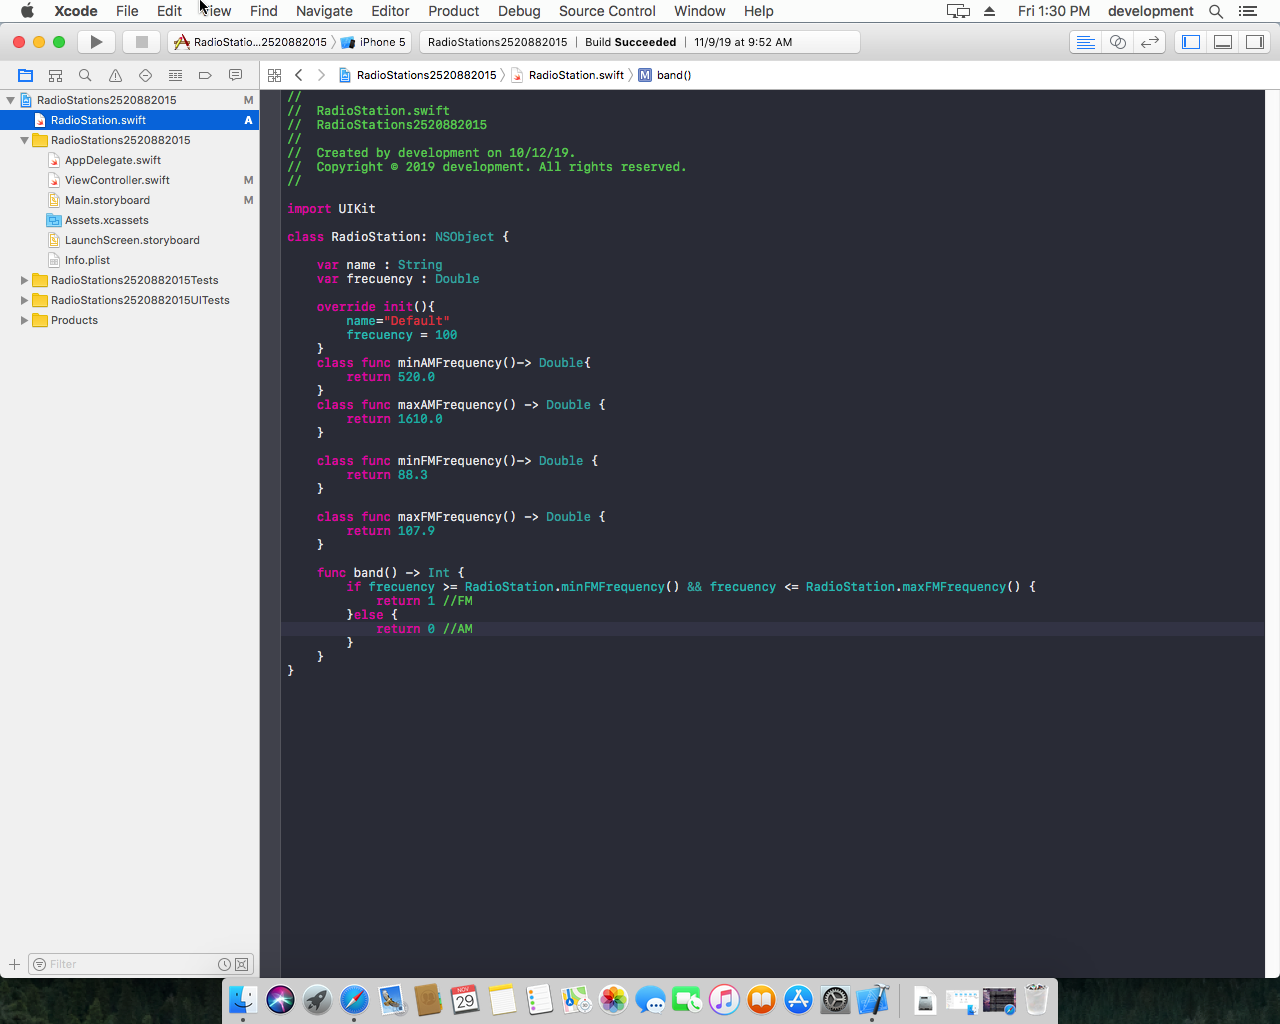 Xcode File Edit View Find Navigate Editor Product Debug Source Control Window Help Fri 1:30 PM development
RadioStatio...2520882015 iPhone 5 RadioStations2520882015 | Build Succeeded | 11/9/19 at 9:52 AM
RadioStations2520882015 RadioStation.swift M band()
RadioStations2520882015 M
RadioStation.swift A
RadioStations2520882015
AppDelegate.swift
ViewController.swift M
Main.storyboard M
Assets.xcassets
LaunchScreen.storyboard
Info.plist
RadioStations2520882015Tests
RadioStations2520882015UITests
Products
Filter
//
// RadioStation.swift
// RadioStations2520882015
//
// Created by development on 10/12/19.
// Copyright © 2019 development. All rights reserved.
//
import UIKit
class RadioStation: NSObject {
var name : String
var frecuency : Double
override init(){
name="Default"
frecuency = 100
}
class func minAMFrequency()-> Double{
return 520.0
}
class func maxAMFrequency() -> Double {
return 1610.0
}
class func minFMFrequency()-> Double {
return 88.3
}
class func maxFMFrequency() -> Double {
return 107.9
}
func band() -> Int {
if frecuency >= RadioStation.minFMFrequency() && frecuency <= RadioStation.maxFMFrequency() {
return 1 //FM
}else {
return 0 //AM
}
}
}
NOV
29